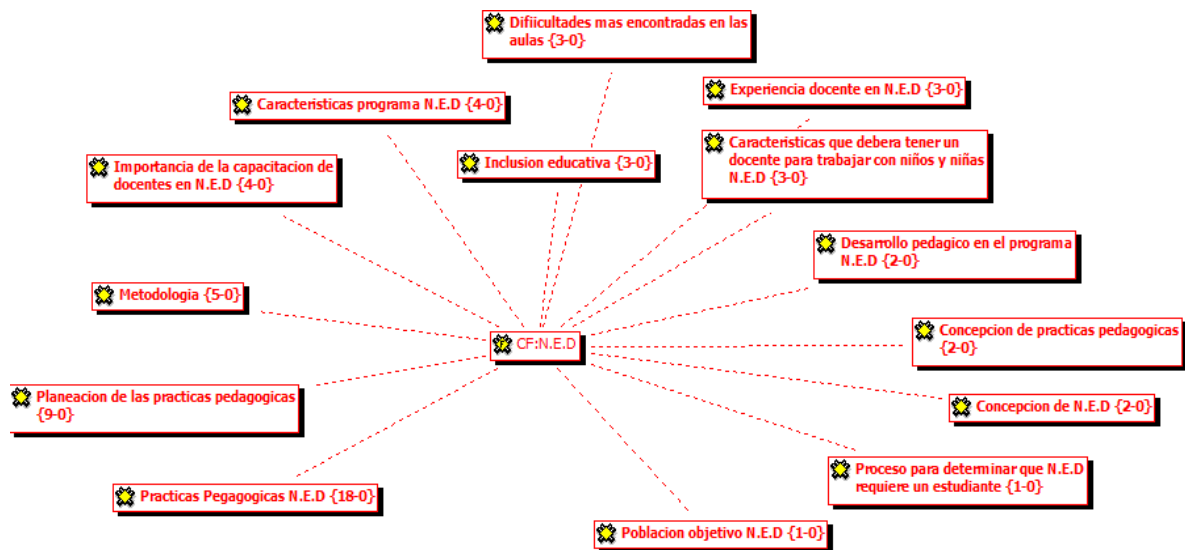 Difiicultades mas encontradas en las
aulas {3-0}
Experiencia docente en N.E.D {3-0}
Caracteristicas programa N.E.D {4-0}
Caracteristicas que debera tener un
docente para trabajar con niños y niñas
N.E.D {3-0}
Inclusion educativa {3-0}
Importancia de la capacitacion de
docentes en N.E.D {4-0}
Desarrollo pedagico en el programa
N.E.D {2-0}
Metodologia {5-0}
CF:N.E.D
Concepcion de practicas pedagogicas
{2-0}
Planeacion de las practicas pedagogicas
{9-0}
Concepcion de N.E.D {2-0}
Proceso para determinar que N.E.D
requiere un estudiante {1-0}
Practicas Pegagogicas N.E.D {18-0}
Poblacion objetivo N.E.D {1-0}